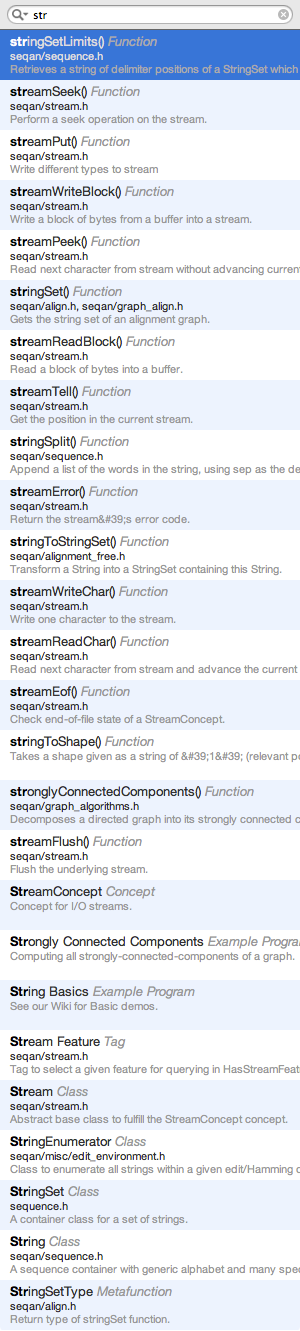 str
stringSetLimits() Function
seqan/sequence.h
Retrieves a string of delimiter positions of a StringSet which
streamSeek() Function
seqan/stream.h
Perform a seek operation on the stream.
streamPut() Function
seqan/stream.h
Write different types to stream
streamWriteBlock() Function
seqan/stream.h
Write a block of bytes from a buffer into a stream.
streamPeek() Function
seqan/stream.h
Read next character from stream without advancing current
stringSet() Function
seqan/align.h, seqan/graph_align.h
Gets the string set of an alignment graph.
streamReadBlock() Function
seqan/stream.h
Read a block of bytes into a buffer.
streamTell() Function
seqan/stream.h
Get the position in the current stream.
stringSplit() Function
seqan/sequence.h
Append a list of the words in the string, using sep as the de
streamError() Function
seqan/stream.h
Return the stream&#39;s error code.
stringToStringSet() Function
seqan/alignment_free.h
Transform a String into a StringSet containing this String.
streamWriteChar() Function
seqan/stream.h
Write one character to the stream.
streamReadChar() Function
seqan/stream.h
Read next character from stream and advance the current
streamEof() Function
seqan/stream.h
Check end-of-file state of a StreamConcept.
stringToShape() Function
Takes a shape given as a string of &#39;1&#39; (relevant po
stronglyConnectedComponents() Function
seqan/graph_algorithms.h
Decomposes a directed graph into its strongly connected c
streamFlush() Function
seqan/stream.h
Flush the underlying stream.
StreamConcept Concept
Concept for I/O streams.
Strongly Connected Components Example Progra
Computing all strongly-connected-components of a graph.
String Basics Example Program
See our Wiki for Basic demos.
Stream Feature Tag
seqan/stream.h
Tag to select a given feature for querying in HasStreamFeat
Stream Class
seqan/stream.h
Abstract base class to fulfill the StreamConcept concept.
StringEnumerator Class
seqan/misc/edit_environment.h
Class to enumerate all strings within a given edit/Hamming d
StringSet Class
sequence.h
A container class for a set of strings.
String Class
seqan/sequence.h
A sequence container with generic alphabet and many spec
StringSetType Metafunction
seqan/align.h
Return type of stringSet function.